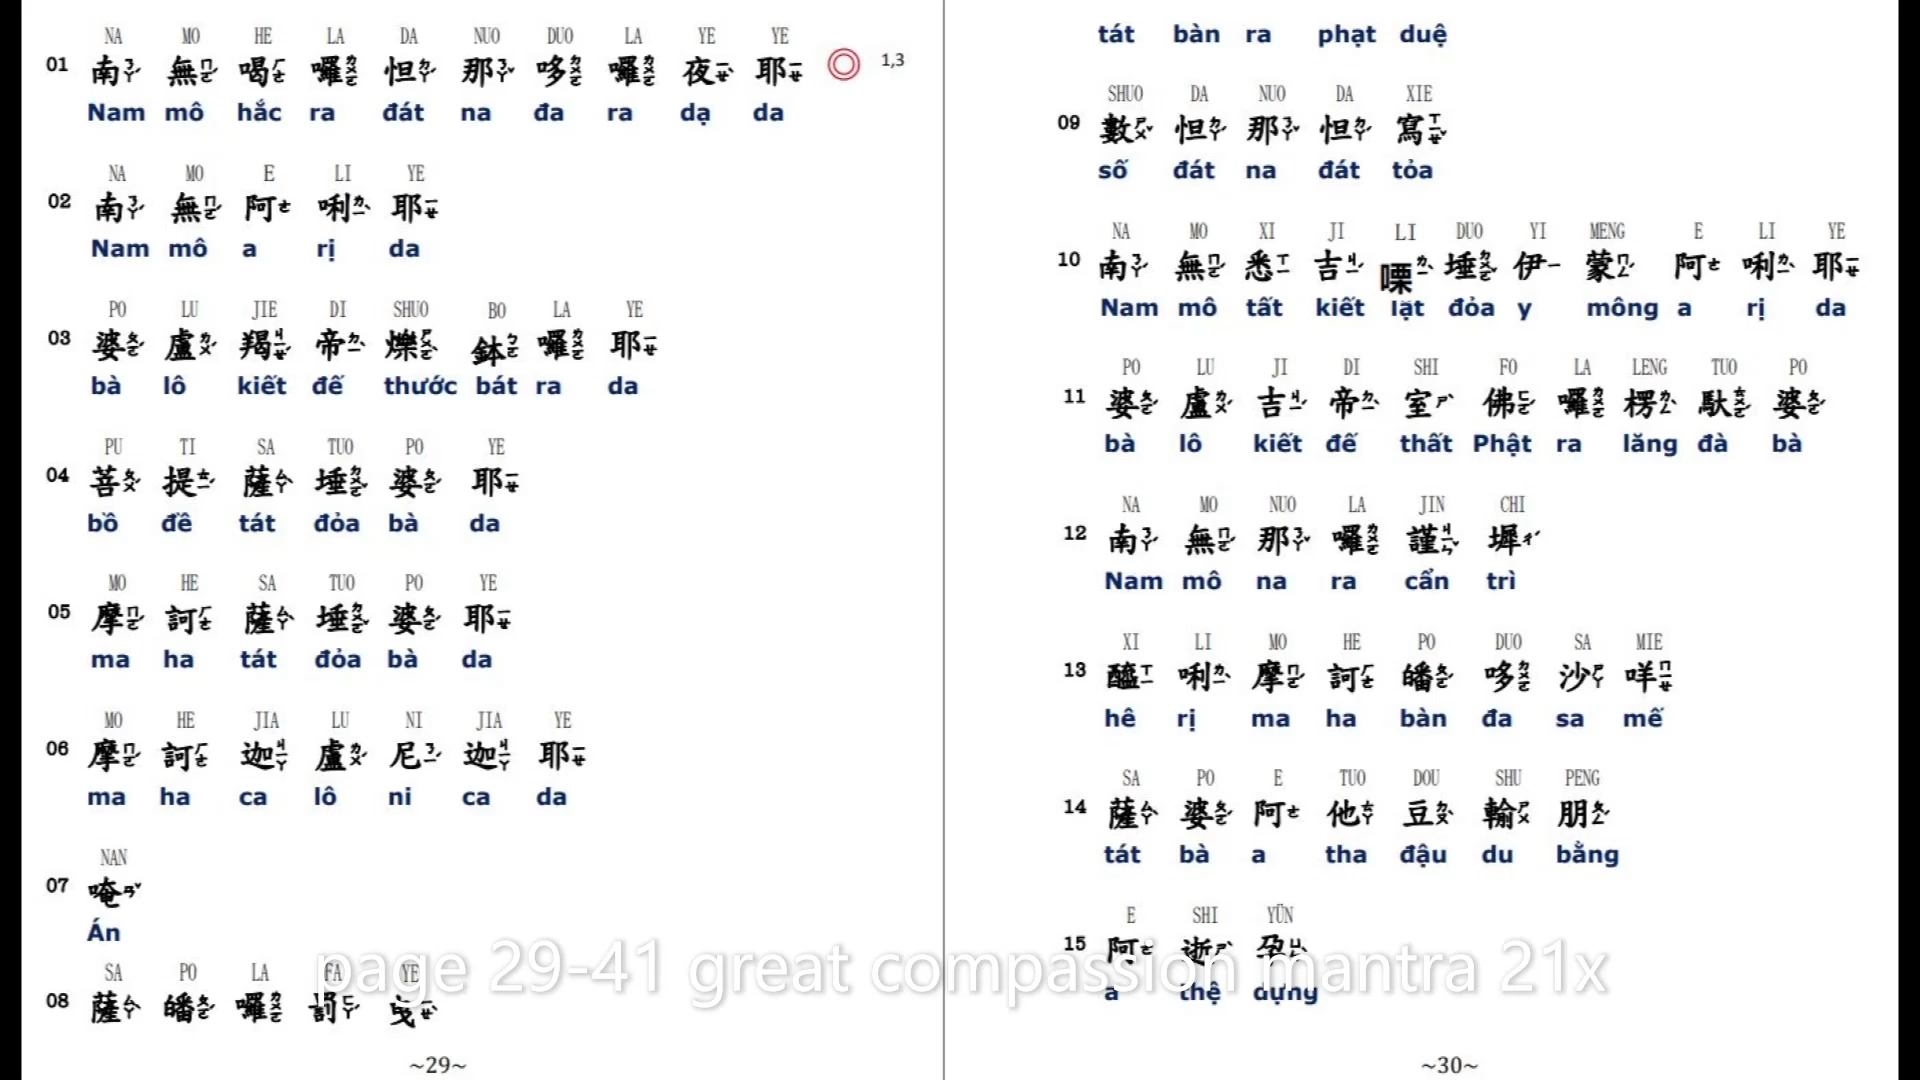 NA MO HE LA DA NUO DUO LA YE YE
01 南無喝囉怛那哆囉夜耶 1,3
Nam mô hắc ra đát na đa ra dạ da
NA MO E LI YE
02 南無阿唎耶
Nam mô a rị da
PO LU JIE DI SHUO BO LA YE
03 婆盧羯帝爍鉢囉耶
bà lô kiết đế thước bát ra da
PU TI SA TUO PO YE
04 菩提薩埵婆耶
bồ đề tát đỏa bà da
MO HE SA TUO PO YE
05 摩訶薩埵婆耶
ma ha tát đỏa bà da
MO HE JIA LU NI JIA YE
06 摩訶迦盧尼迦耶
ma ha ca lô ni ca da
NAN
07 唵
Án
SA PO LA FA YE
08 薩皤囉罰曳
~29~
tát bàn ra phạt duệ
SHUO DA NUO DA XIE
09 數怛那怛寫
số đát na đát tỏa
NA MO XI JI LI DUO YI MENG E LI YE
10 南無悉吉嘌埵伊蒙阿唎耶
Nam mô tất kiết lặt đỏa y mông a rị da
PO LU JI DI SHI FO LA LENG TUO PO
11 婆盧吉帝室佛囉楞馱婆
bà lô kiết đế thất Phật ra lăng đà bà
NA MO NUO LA JIN CHI
12 南無那囉謹墀
Nam mô na ra cẩn trì
XI LI MO HE PO DUO SA MIE
13 醯唎摩訶皤哆沙咩
hê rị ma ha bàn đa sa mế
SA PO E TUO DOU SHU PENG
14 薩婆阿他豆輸朋
tát bà a tha đậu du bằng
E SHI YÜN
15 阿逝孕
a thệ dựng
~30~
page 29-41 great compassion mantra 21x